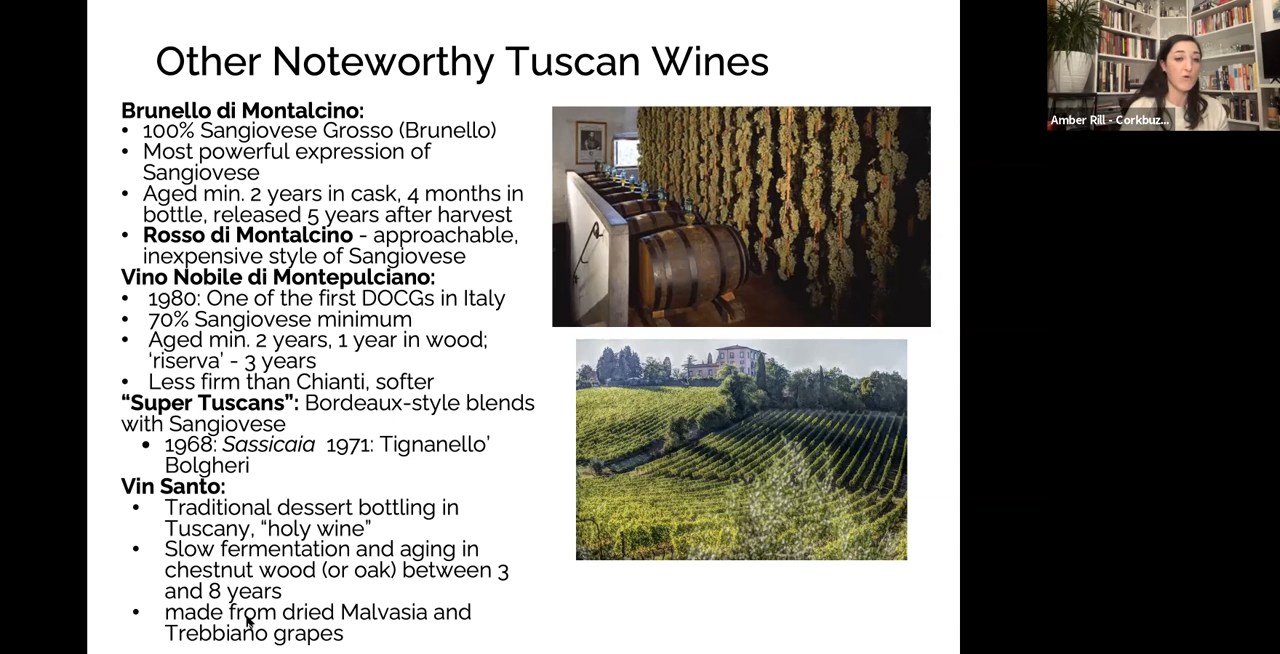 Other Noteworthy Tuscan Wines
Brunello di Montalcino:
• 100% Sangiovese Grosso (Brunello)
• Most powerful expression of
Sangiovese
• Aged min. 2 years in cask, 4 months in
bottle, released 5 years after harvest
• Rosso di Montalcino - approachable,
inexpensive style of Sangiovese
Vino Nobile di Montepulciano:
• 1980: One of the first DOCGs in Italy
• 70% Sangiovese minimum
• Aged min. 2 years, 1 year in wood;
‘riserva’ - 3 years
• Less firm than Chianti, softer
“Super Tuscans”: Bordeaux-style blends
with Sangiovese
• 1968: Sassicaia 1971: Tignanello’
Bolgheri
Vin Santo:
• Traditional dessert bottling in
Tuscany, “holy wine”
• Slow fermentation and aging in
chestnut wood (or oak) between 3
and 8 years
• made from dried Malvasia and
Trebbiano grapes
Amber Rill - Corkbuz...